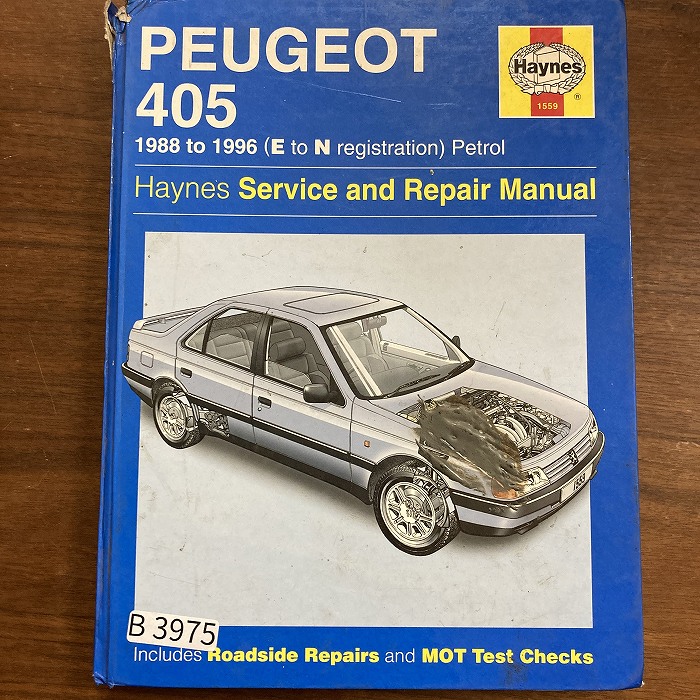 PEUGEOT
405
Haynes
®
1559
1988 to 1996 (E to N registration) Petrol
Haynes Service and Repair Manual
B 3975
Includes Roadside Repairs and MOT Test Checks